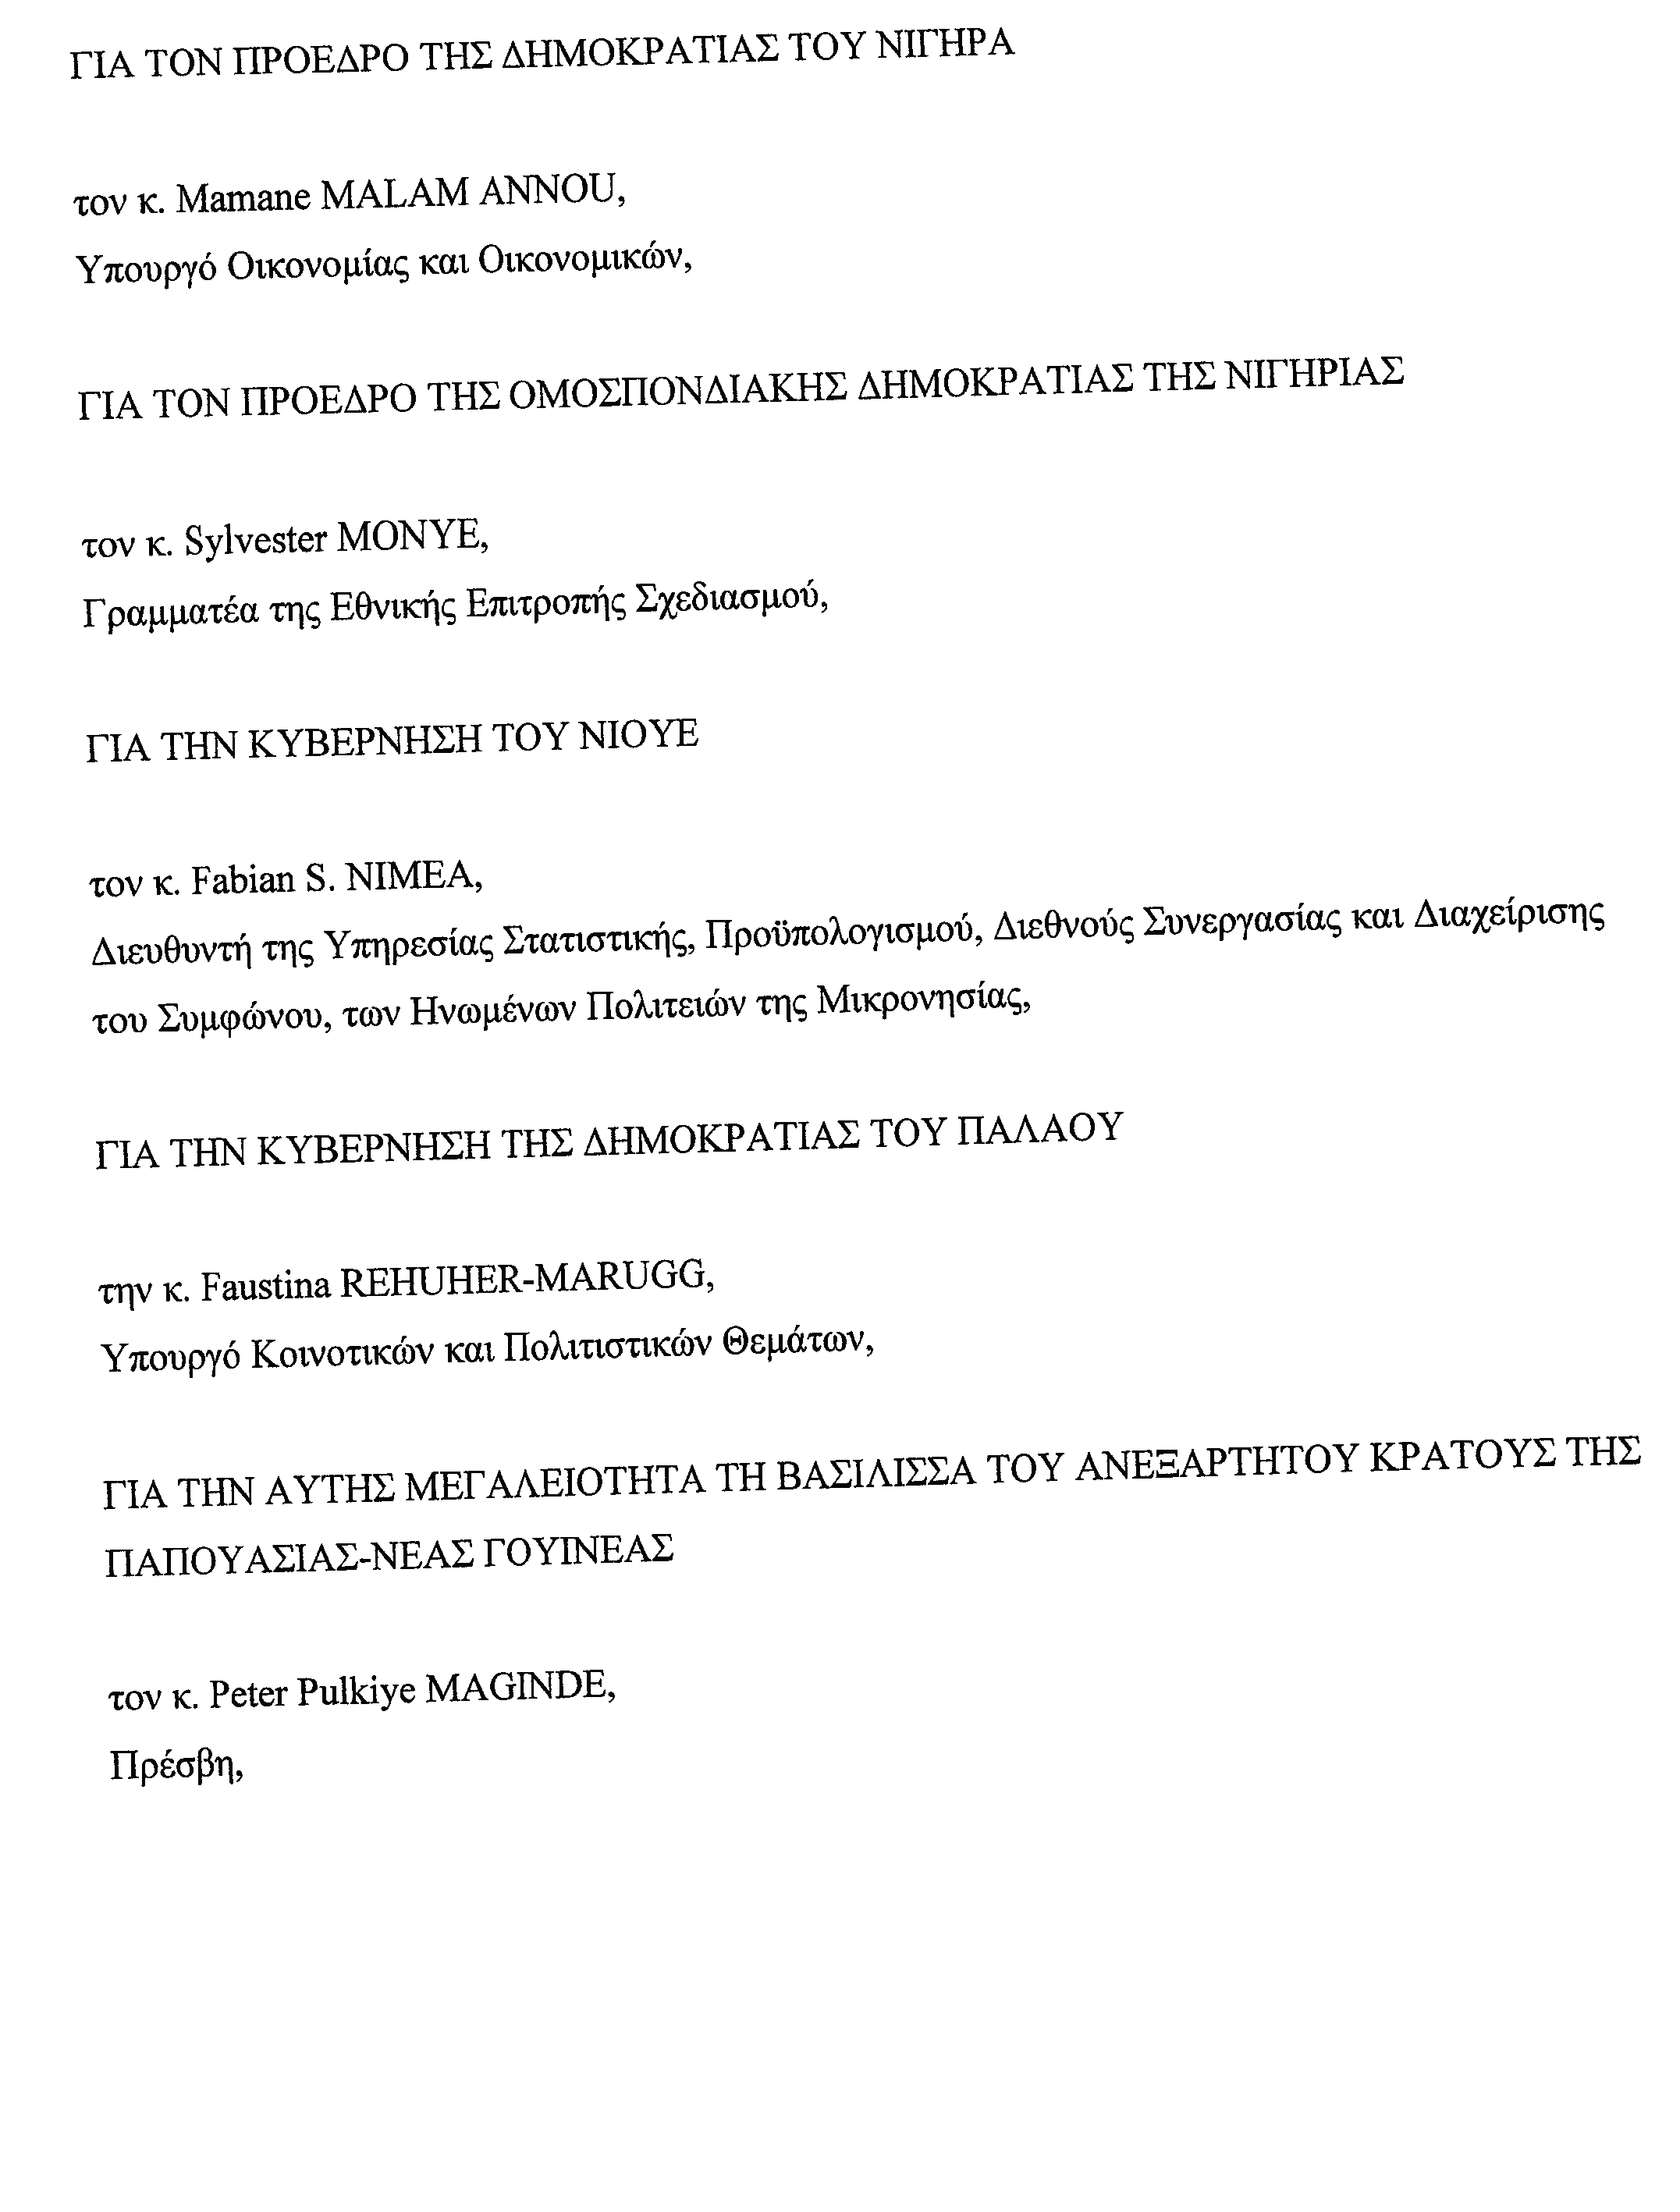 ΓΙΑ ΤΟΝ ΠΡΟΕΔΡΟ ΤΗΣ ΔΗΜΟΚΡΑΤΙΑΣ ΤΟΥ ΝΙΓΗΡΑ
τον κ. Mamane MALAM ANNOU,
Υπουργό Οικονομίας και Οικονομικών,
ΓΙΑ ΤΟΝ ΠΡΟΕΔΡΟ ΤΗΣ ΟΜΟΣΠΟΝΔΙΑΚΗΣ ΔΗΜΟΚΡΑΤΙΑΣ ΤΗΣ ΝΙΓΗΡΙΑΣ
τον κ. Sylvester MONYE,
Γραμματέα της Εθνικής Επιτροπής Σχεδιασμού,
ΓΙΑ ΤΗΝ ΚΥΒΕΡΝΗΣΗ ΤΟΥ ΝΙΟΥΕ
τον κ. Fabian S. NIMEA,
Διευθυντή της Υπηρεσίας Στατιστικής, Προϋπολογισμού, Διεθνούς Συνεργασίας και Διαχείρισης
του Συμφώνου, των Ηνωμένων Πολιτειών της Μικρονησίας,
ΓΙΑ ΤΗΝ ΚΥΒΕΡΝΗΣΗ ΤΗΣ ΔΗΜΟΚΡΑΤΙΑΣ ΤΟΥ ΠΑΛΑΟΥ
την κ. Faustina REHUHER-MARUGG,
Υπουργό Κοινοτικών και Πολιτιστικών Θεμάτων,
ΓΙΑ ΤΗΝ ΑΥΤΗΣ ΜΕΓΑΛΕΙΟΤΗΤΑ ΤΗ ΒΑΣΙΛΙΣΣΑ ΤΟΥ ΑΝΕΞΑΡΤΗΤΟΥ ΚΡΑΤΟΥΣ ΤΗΣ
ΠΑΠΟΥΑΣΙΑΣ-ΝΕΑΣ ΓΟΥΙΝΕΑΣ
τον κ. Peter Pulkiye MAGINDE,
Πρέσβη,